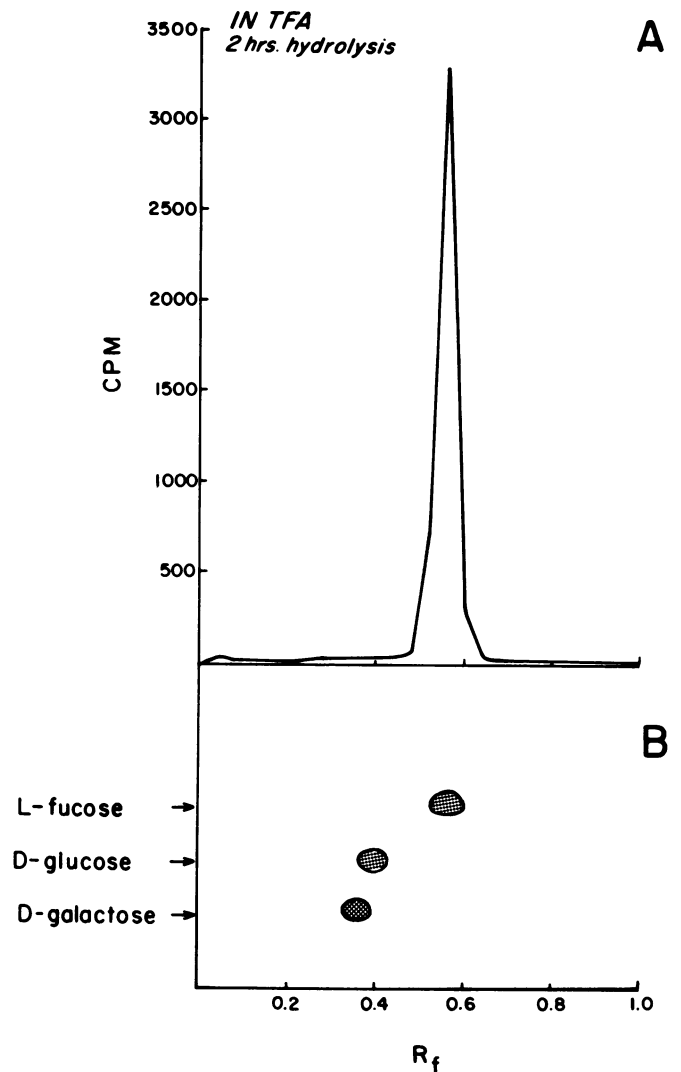 IN TFA
2 hrs. hydrolysis
A
3500
3000
2500
2000
1500
1000
500
CPM
B
L-fucose
D-glucose
D-galactose
0.2 0.4 0.6 0.8 1.0
Rf